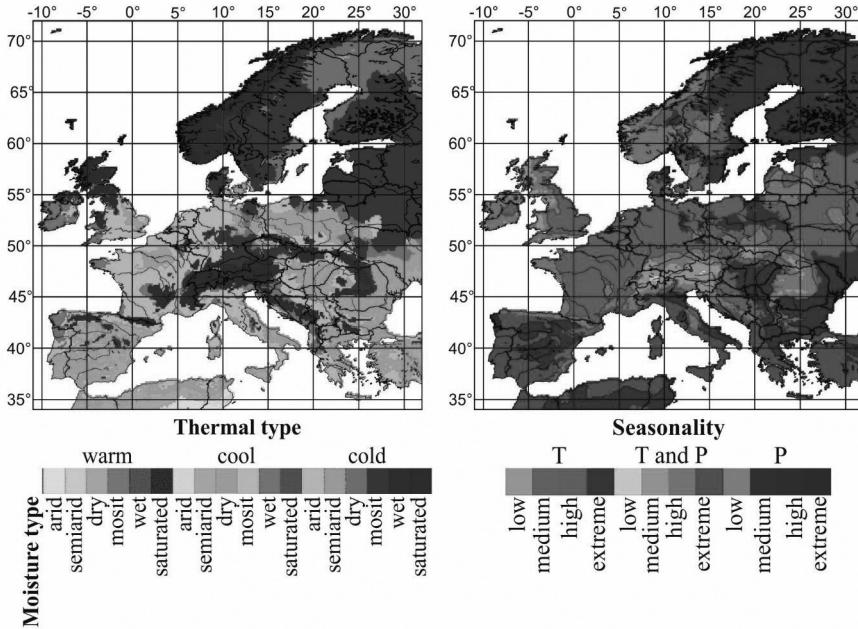 -10° -5° 0° 5° 10° 15° 20° 25° 30°
-10° -5° 0° 5° 10° 15° 20° 25° 30°
70°
65°
60°
55°
50°
45°
40°
35°
70°
65°
60°
55°
50°
45°
40°
35°
Thermal type
warm cool cold
Moisture type
arid
semiarid
dry
mosit
wet
saturated
arid
semiarid
dry
mosit
wet
saturated
arid
semiarid
dry
mosit
wet
saturated
Seasonality
T T and P P
low
medium
high
extreme
low
medium
high
extreme
low
medium
high
extreme